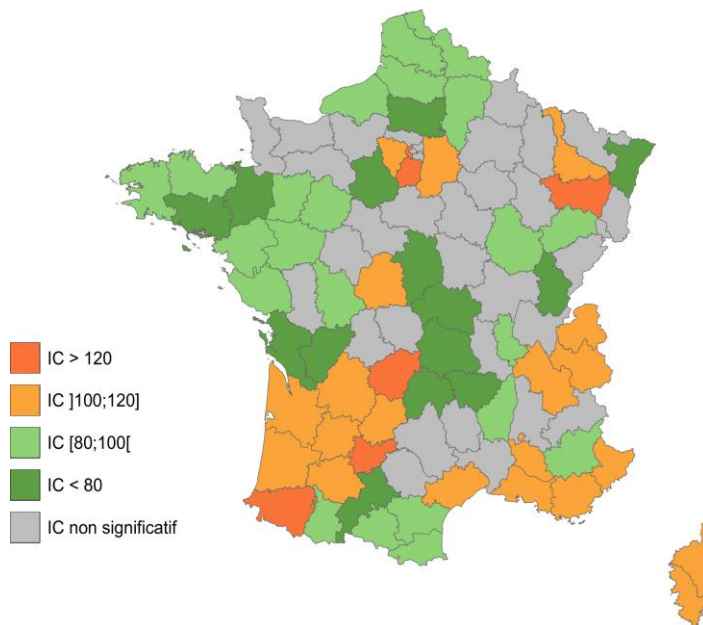 IC > 120
IC ]100;120]
IC [80;100[
IC < 80
IC non significatif